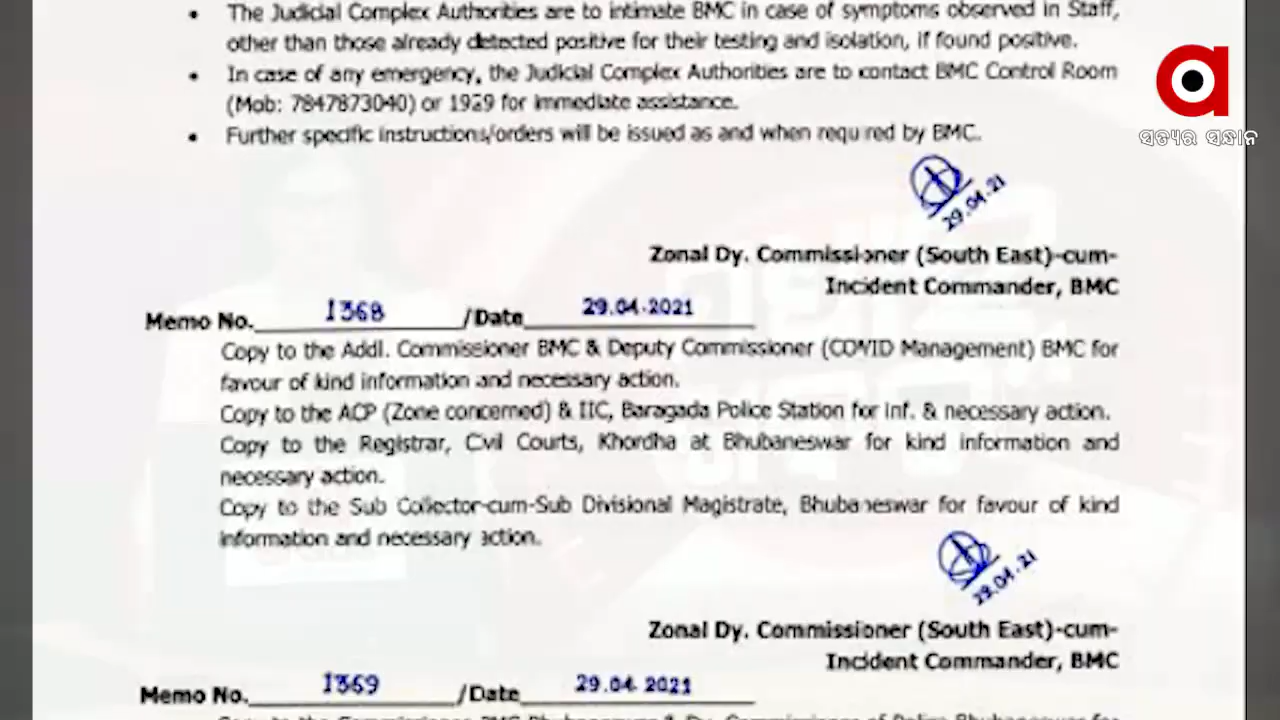 • The Judicial Complex Authorities are to intimate BMC in case of symptoms observed in Staff,
other than those already detected positive for their testing and isolation, if found positive.
• In case of any emergency, the Judicial Complex Authorities are to contact BMC Control Room
(Mob: 7847873040) or 1929 for immediate assistance.
• Further specific instructions/orders will be issued as and when required by BMC.
ସତ୍ୟର ସନ୍ଧାନ
29.04.21
Zonal Dy. Commissioner (South East)-cum-
Incident Commander, BMC
Memo No. 1368 /Date 29.04.2021
Copy to the Addl. Commissioner BMC & Deputy Commissioner (COVID Management) BMC for
favour of kind information and necessary action.
Copy to the ACP (Zone concerned) & IIC, Baragada Police Station for inf. & necessary action.
Copy to the Registrar, Civil Courts, Khordha at Bhubaneswar for kind information and
necessary action.
Copy to the Sub Collector-cum-Sub Divisional Magistrate, Bhubaneswar for favour of kind
information and necessary action.
29.04.21
Zonal Dy. Commissioner (South East)-cum-
Incident Commander, BMC
Memo No. 1369 /Date 29.04.2021